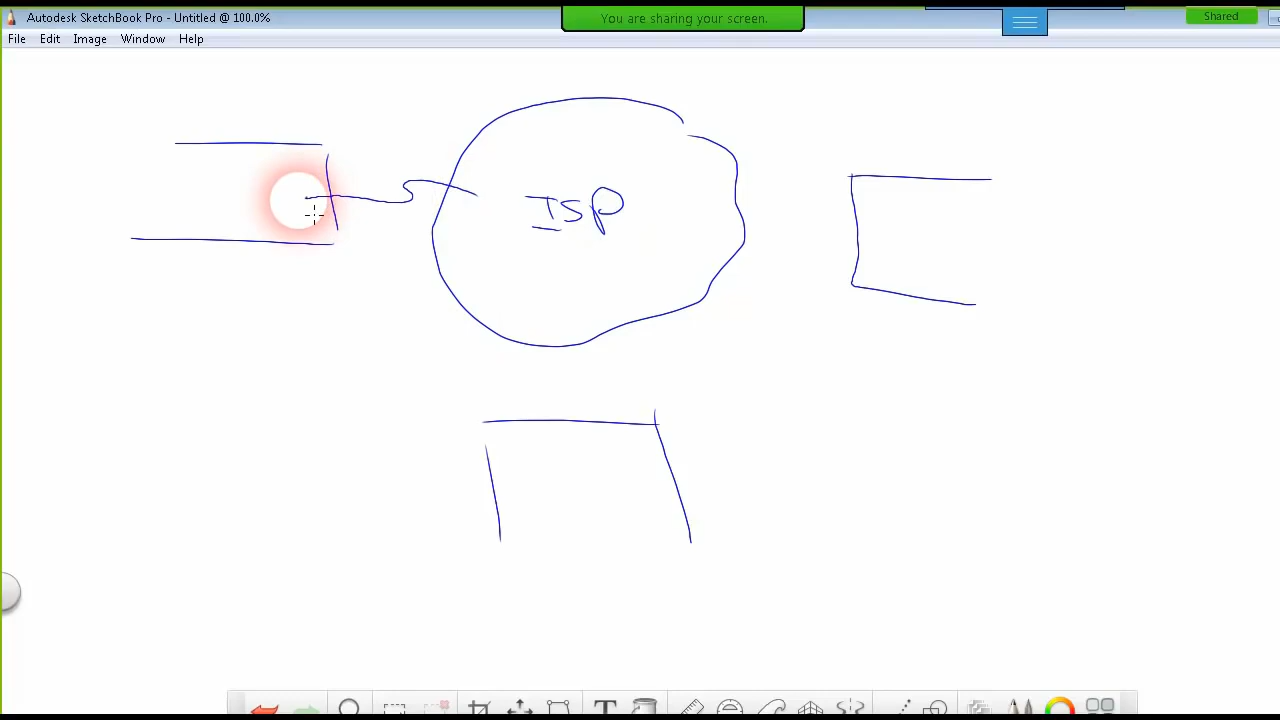 Autodesk SketchBook Pro - Untitled @ 100.0%
You are sharing your screen.
Shared
File Edit Image Window Help
ISP